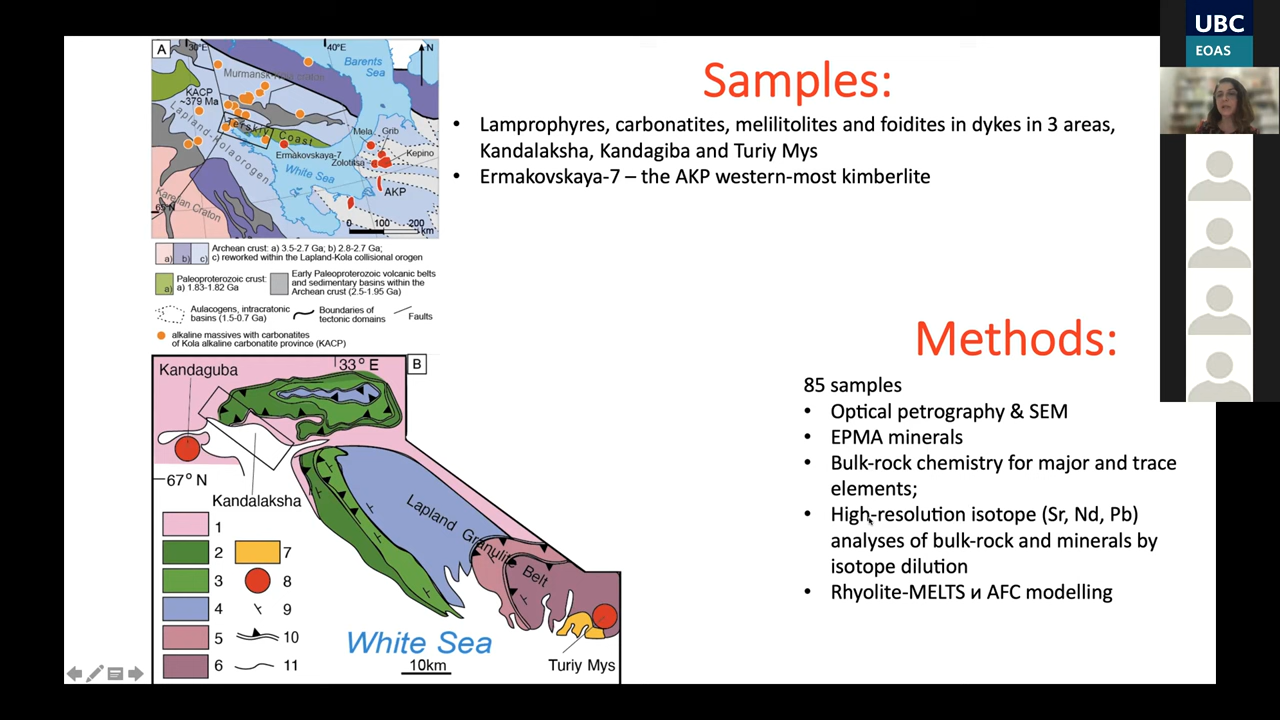 UBC
EOAS
A
30°E
40°E
N
Barents
Sea
Murmansk
craton
KACP
~379 Ma
Lapland-
Kola
orogen
Terskiy Coast
Mela
Grib
Ermakovskaya-7
Kepino
Zolotitsa
White Sea
AKP
Karelian Craton
0 100 200
km
a) b) c)
Archean crust: a) 3.5-2.7 Ga; b) 2.8-2.7 Ga;
c) reworked within the Lapland-Kola collisional orogen
a)
Paleoproterozoic crust:
a) 1.83-1.82 Ga
Early Paleoproterozoic volcanic belts
and sedimentary basins within the
Archean crust (2.5-1.95 Ga)
Aulacogens, intracratonic
basins (1.5-0.7 Ga)
Boundaries of
tectonic domains
Faults
alkaline massives with carbonatites
of Kola alkaline carbonatite province (KACP)
Samples:
• Lamprophyres, carbonatites, melilitolites and foidites in dykes in 3 areas,
Kandalaksha, Kandagiba and Turiy Mys
• Ermakovskaya-7 – the AKP western-most kimberlite
B
33° E
Kandaguba
67° N
Kandalaksha
Lapland Granulite Belt
1
2
3
4
5
6
7
8
9
10
11
White Sea
10km
Turiy Mys
Methods:
85 samples
• Optical petrography & SEM
• EPMA minerals
• Bulk-rock chemistry for major and trace
elements;
• High-resolution isotope (Sr, Nd, Pb)
analyses of bulk-rock and minerals by
isotope dilution
• Rhyolite-MELTS и AFC modelling